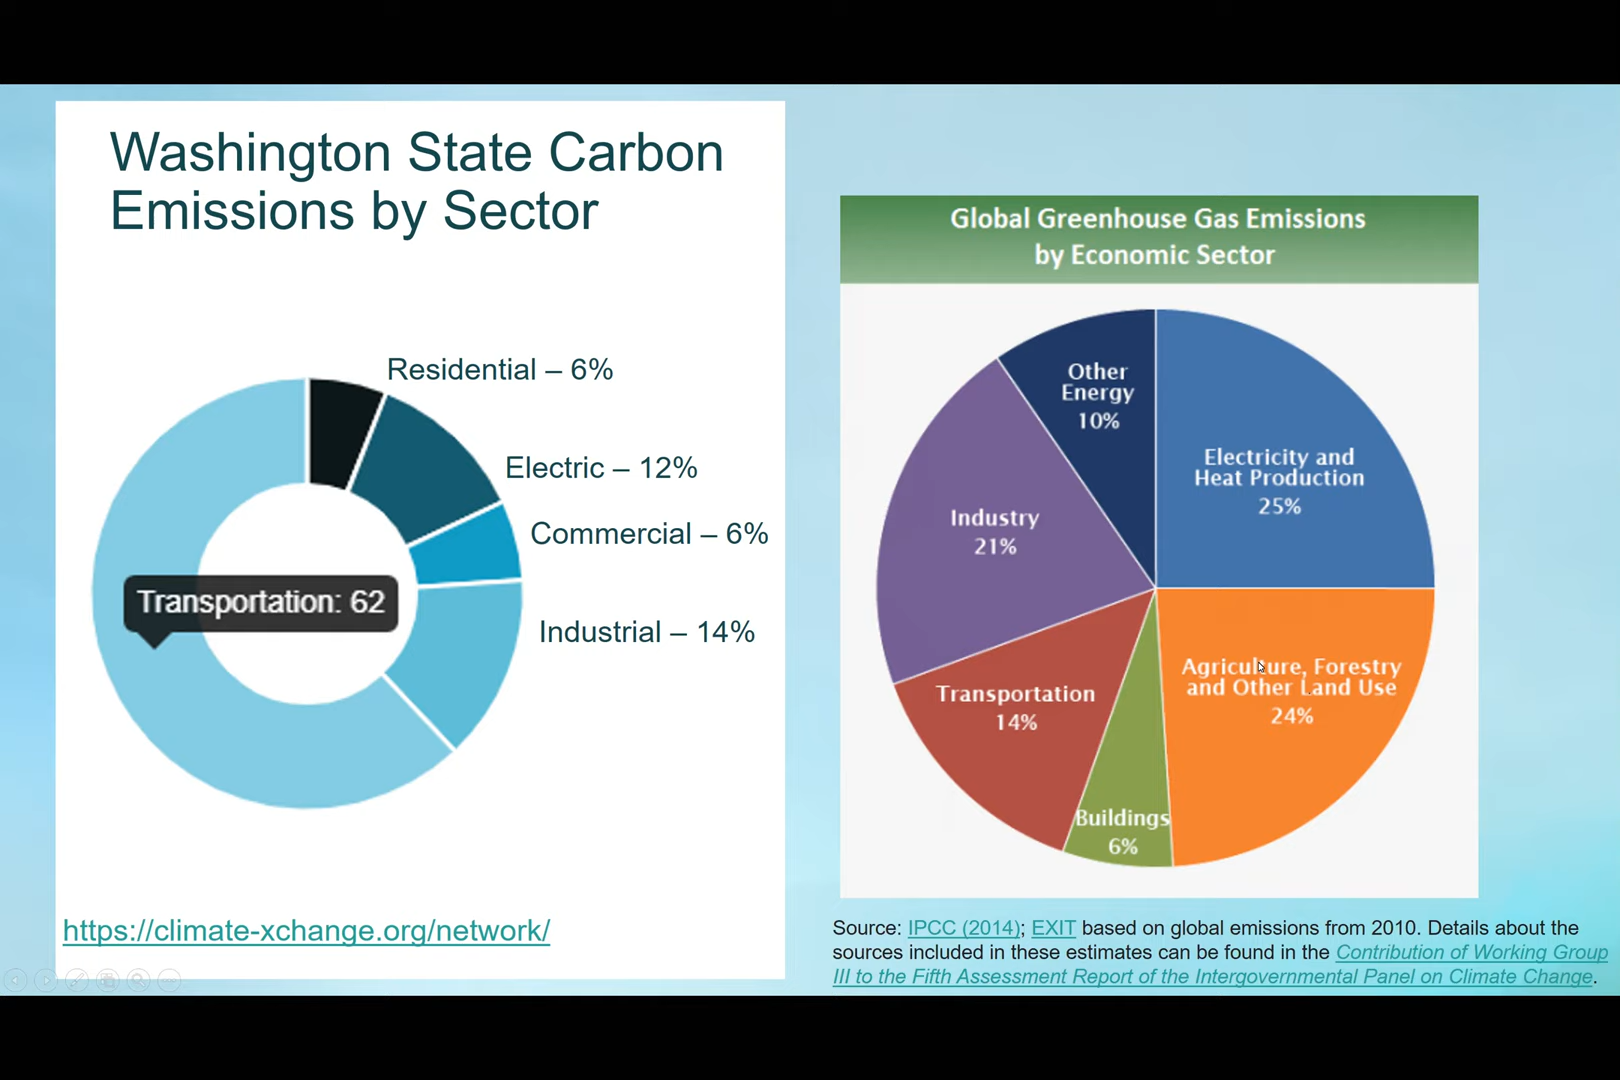 Washington State Carbon
Emissions by Sector
Residential – 6%
Electric – 12%
Commercial – 6%
Transportation: 62
Industrial – 14%
https://climate-xchange.org/network/
Global Greenhouse Gas Emissions
by Economic Sector
Other
Energy
10%
Electricity and
Heat Production
25%
Industry
21%
Agriculture, Forestry
and Other Land Use
24%
Transportation
14%
Buildings
6%
Source: IPCC (2014); EXIT based on global emissions from 2010. Details about the
sources included in these estimates can be found in the Contribution of Working Group
III to the Fifth Assessment Report of the Intergovernmental Panel on Climate Change.